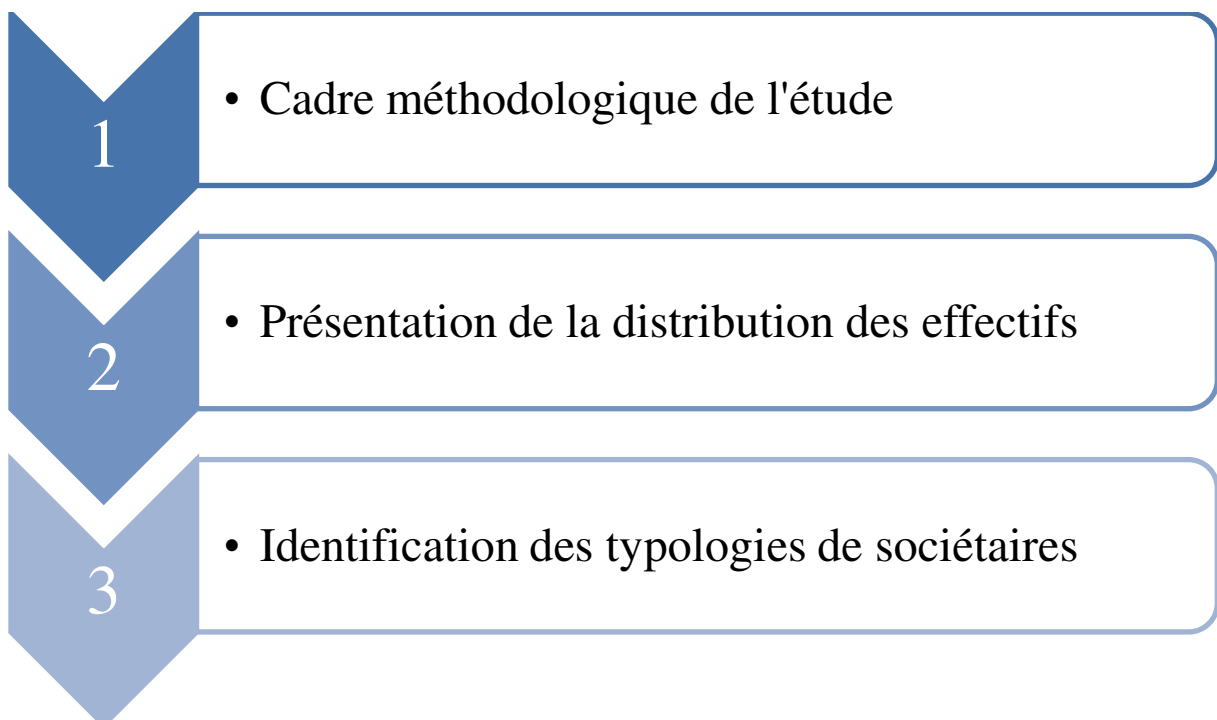 1
• Cadre méthodologique de l'étude
2
• Présentation de la distribution des effectifs
3
• Identification des typologies de sociétaires